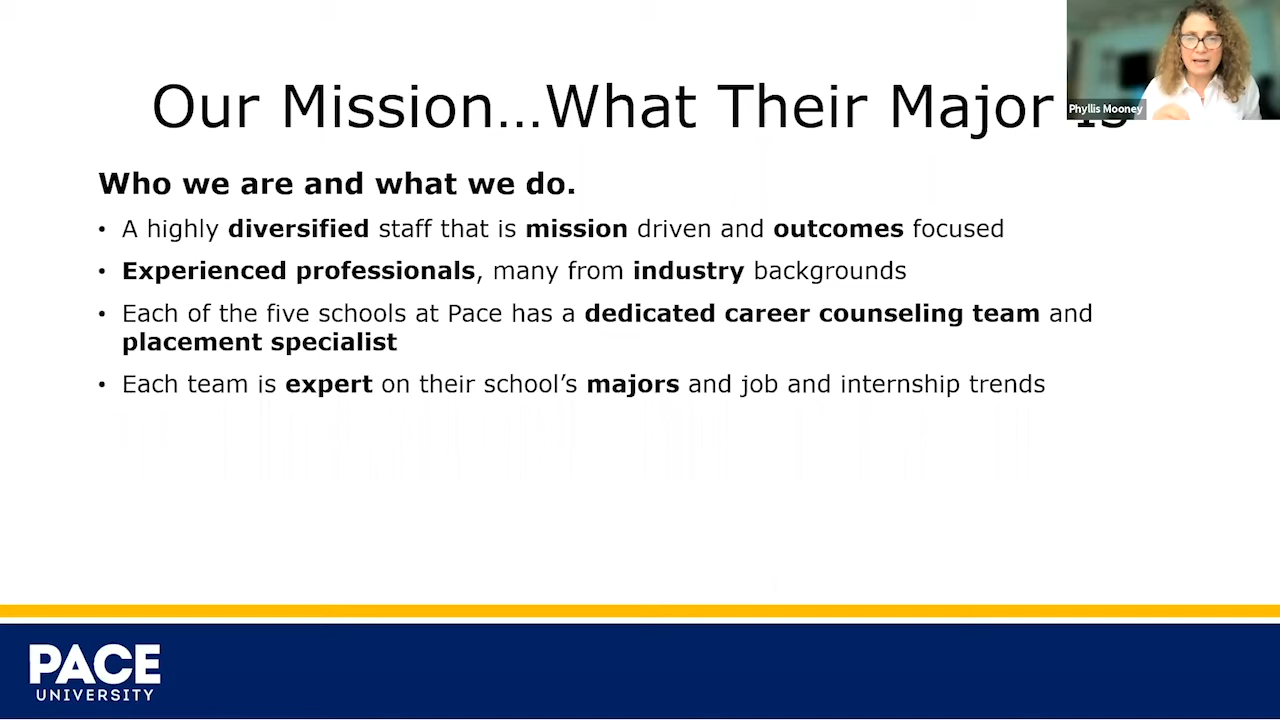 Our Mission...What Their Major Is
Phyllis Mooney
Who we are and what we do.
• A highly diversified staff that is mission driven and outcomes focused
• Experienced professionals, many from industry backgrounds
• Each of the five schools at Pace has a dedicated career counseling team and
placement specialist
• Each team is expert on their school’s majors and job and internship trends
PACE
UNIVERSITY